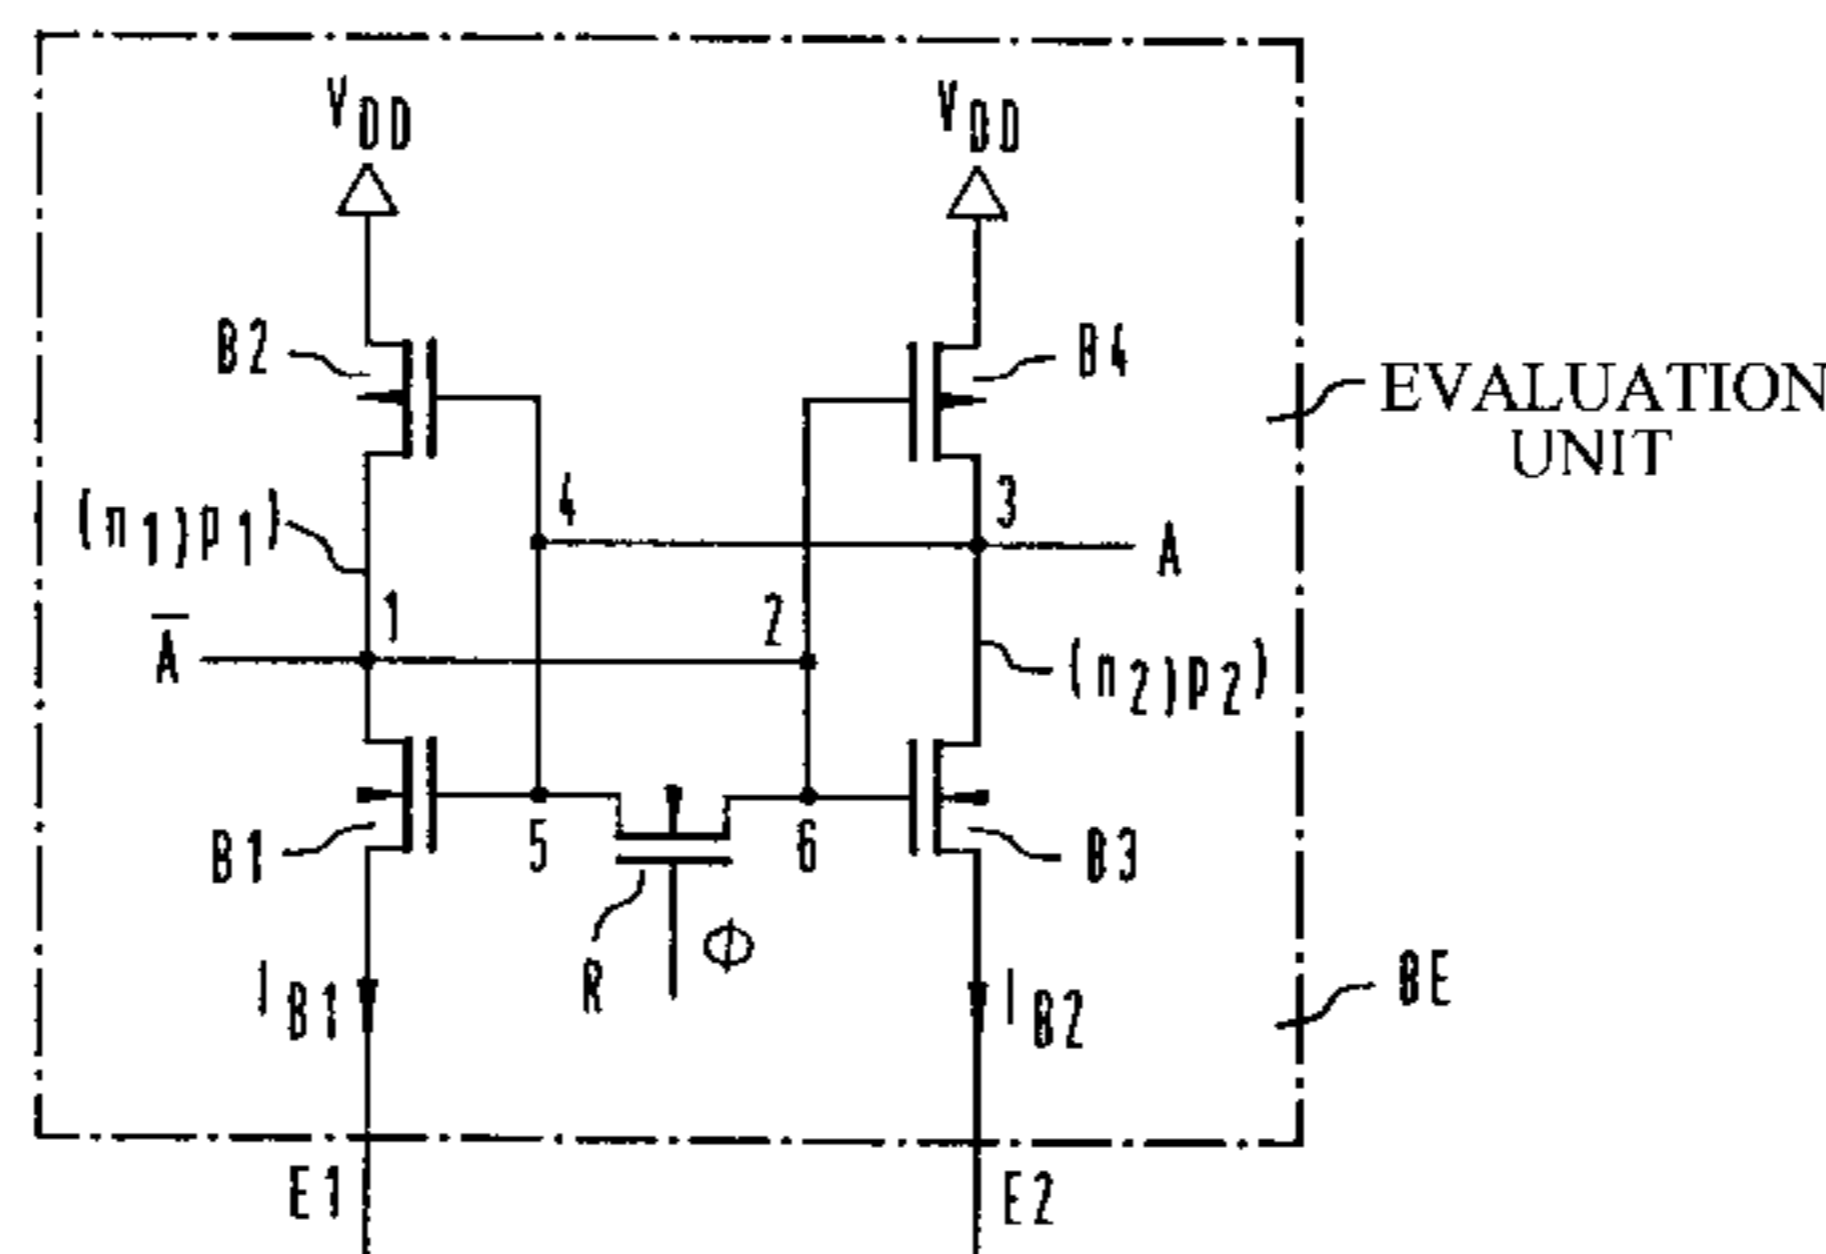 VDD
VDD
B2
B4
EVALUATION
UNIT
(n1)p1)
4
3
A
1
2
A̅
(n2)p2)
B1
5
6
B3
R
Φ
IB1
IB2
BE
E1
E2